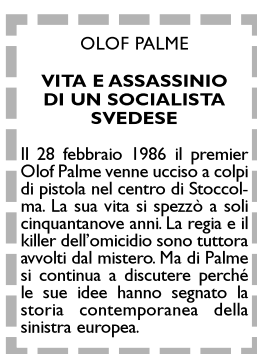 OLOF PALME
VITA E ASSASSINIO
DI UN SOCIALISTA
SVEDESE
Il 28 febbraio 1986 il premier
Olof Palme venne ucciso a colpi
di pistola nel centro di Stoccol-
ma. La sua vita si spezzò a soli
cinquantanove anni. La regia e il
killer dell'omicidio sono tuttora
avvolti dal mistero. Ma di Palme
si continua a discutere perché
le sue idee hanno segnato la
storia contemporanea della
sinistra europea.